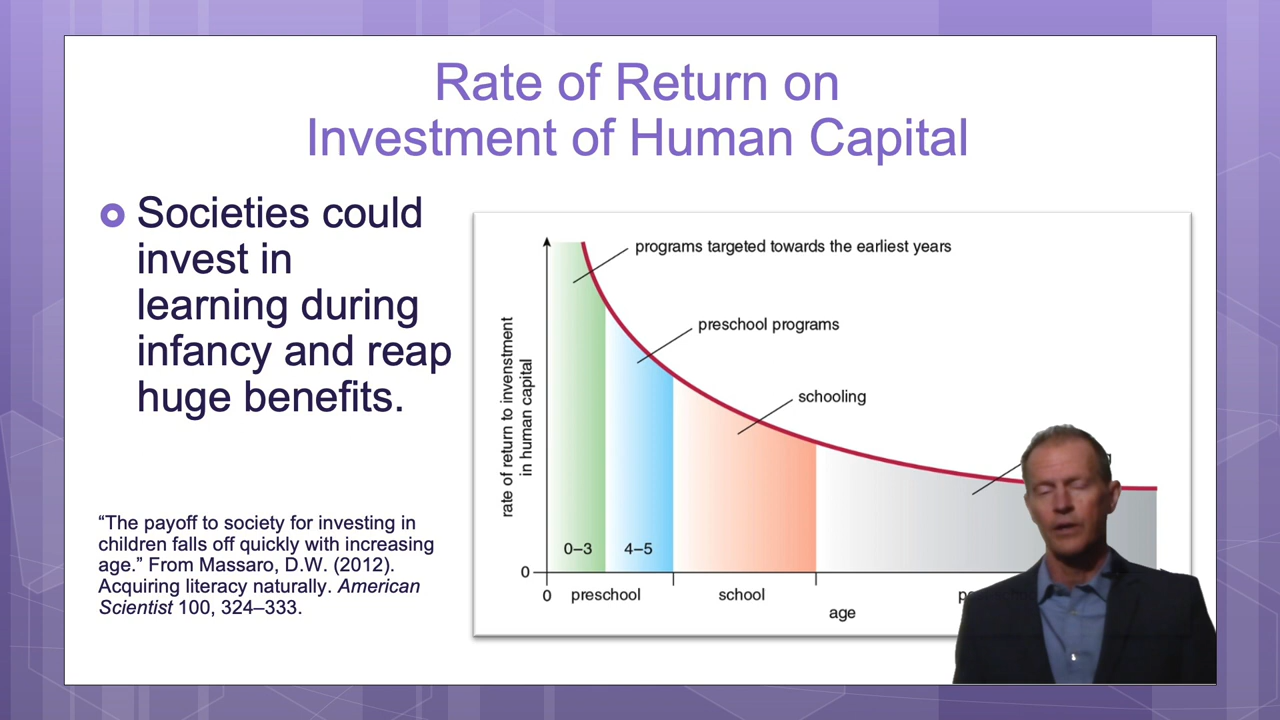 Rate of Return on
Investment of Human Capital
Societies could
invest in
learning during
infancy and reap
huge benefits.
“The payoff to society for investing in
children falls off quickly with increasing
age.” From Massaro, D.W. (2012).
Acquiring literacy naturally. American
Scientist 100, 324–333.
programs targeted towards the earliest years
preschool programs
schooling
rate of return to invenstment
in human capital
0–3
4–5
0
0
preschool
school
age